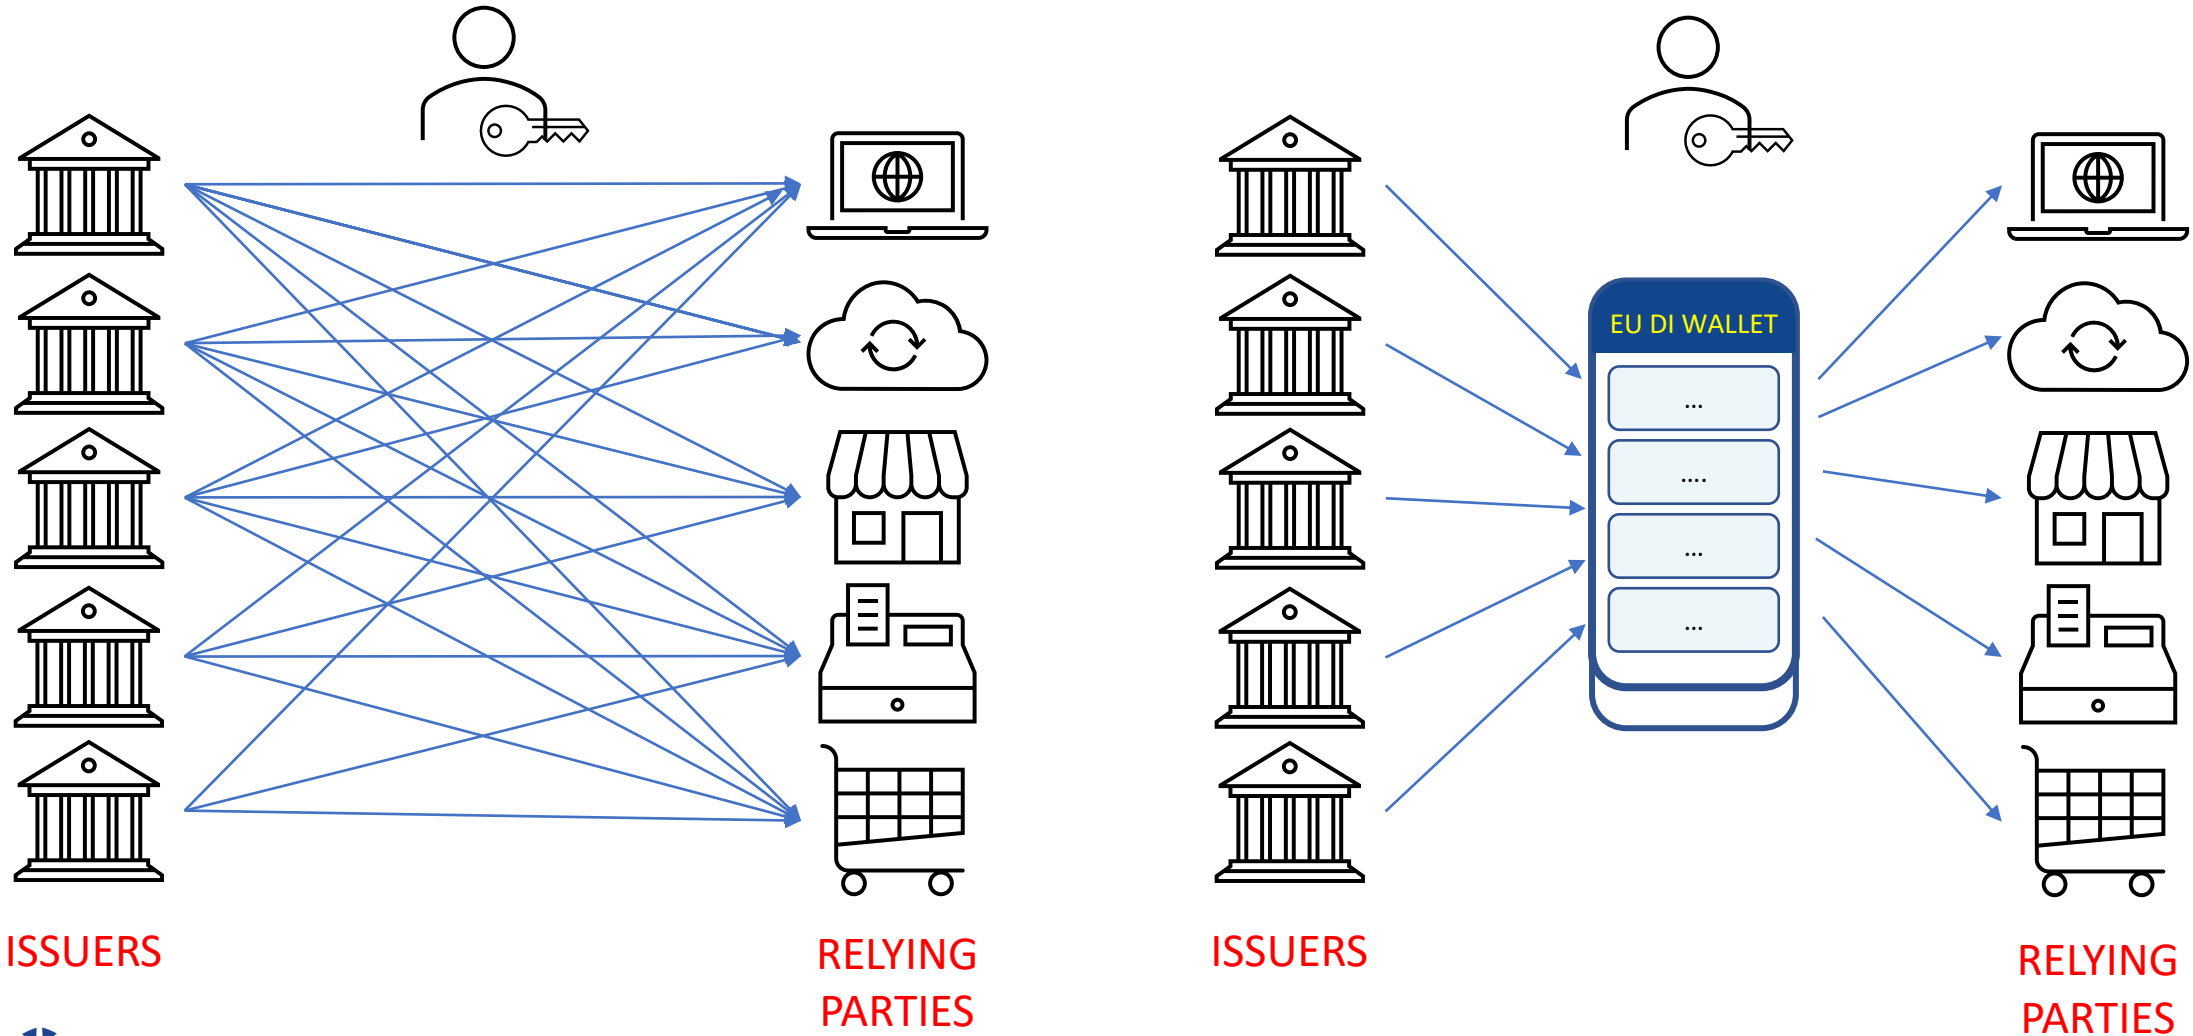 EU DI WALLET
...
....
...
...
ISSUERS
RELYING
PARTIES
ISSUERS
RELYING
PARTIES